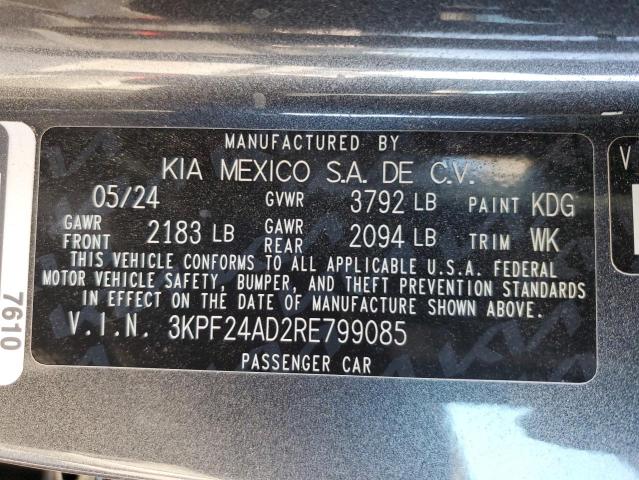 MANUFACTURED BY
KIA MEXICO S.A. DE C.V.
05/24 GVWR 3792 LB PAINT KDG
GAWR FRONT 2183 LB GAWR REAR 2094 LB TRIM WK
THIS VEHICLE CONFORMS TO ALL APPLICABLE U.S.A. FEDERAL
MOTOR VEHICLE SAFETY, BUMPER, AND THEFT PREVENTION STANDARDS
IN EFFECT ON THE DATE OF MANUFACTURE SHOWN ABOVE.
V.I.N. 3KPF24AD2RE799085
PASSENGER CAR
7610
V